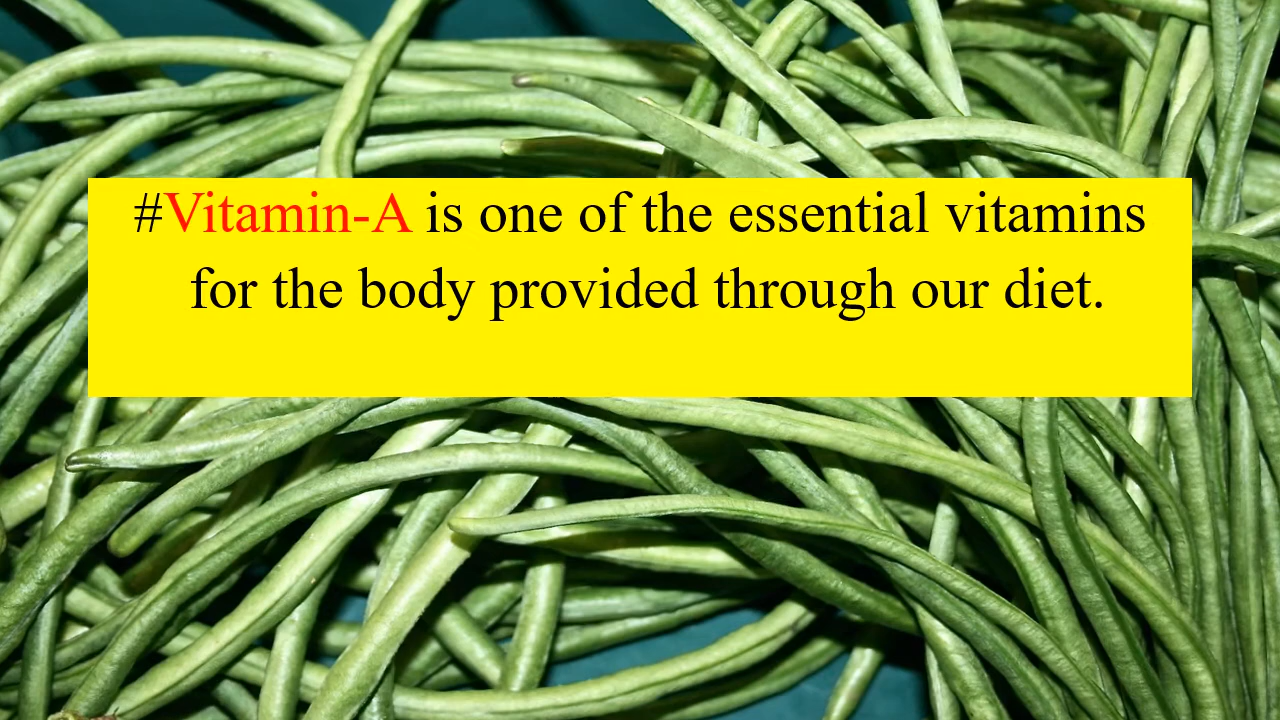 #Vitamin-A is one of the essential vitamins
for the body provided through our diet.